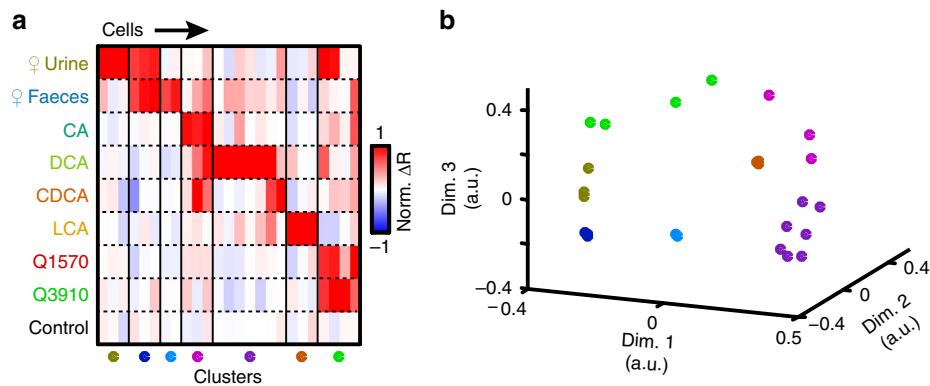 a
Cells
♀ Urine
♀ Faeces
CA
DCA
CDCA
LCA
Q1570
Q3910
Control
Clusters
1
Norm. ΔR
−1
b
0.4
0
−0.4
Dim. 3
(a.u.)
−0.4
0
0.5
Dim. 1
(a.u.)
−0.4
0
0.4
Dim. 2
(a.u.)